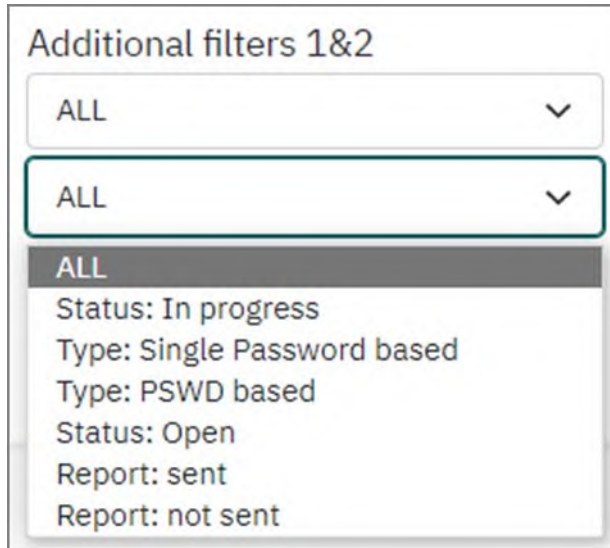 Additional filters 1&2
ALL
ALL
ALL
Status: In progress
Type: Single Password based
Type: PSWD based
Status: Open
Report: sent
Report: not sent